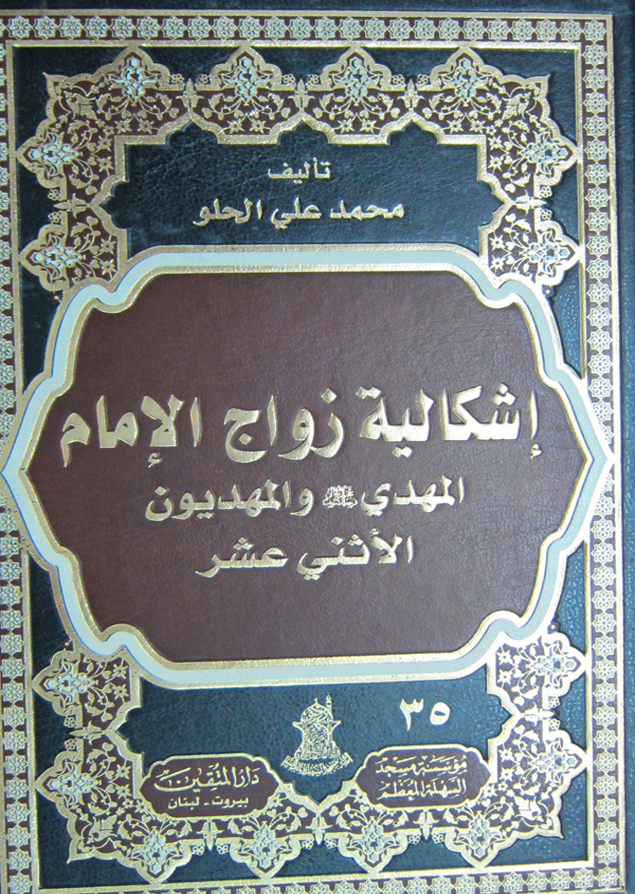 تأليف
محمد علي الحلو
إشكالية زواج الإمام
المهدي والمهديون
الأثني عشر
٣٥
مؤسسة مسجد
السهلة المعظم
دار المتقين
بيروت - لبنان